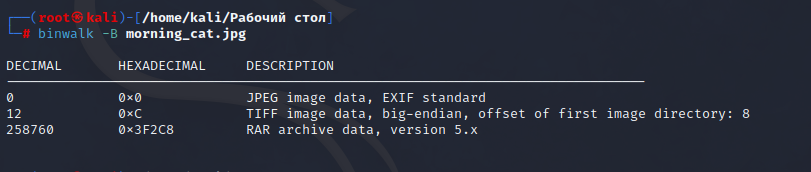 ┌──(root㉿kali)-[/home/kali/Рабочий стол]
└─# binwalk -B morning_cat.jpg
DECIMAL       HEXADECIMAL     DESCRIPTION
--------------------------------------------------------------------------------
0             0x0             JPEG image data, EXIF standard
12            0xC             TIFF image data, big-endian, offset of first image directory: 8
258760        0x3F2C8         RAR archive data, version 5.x